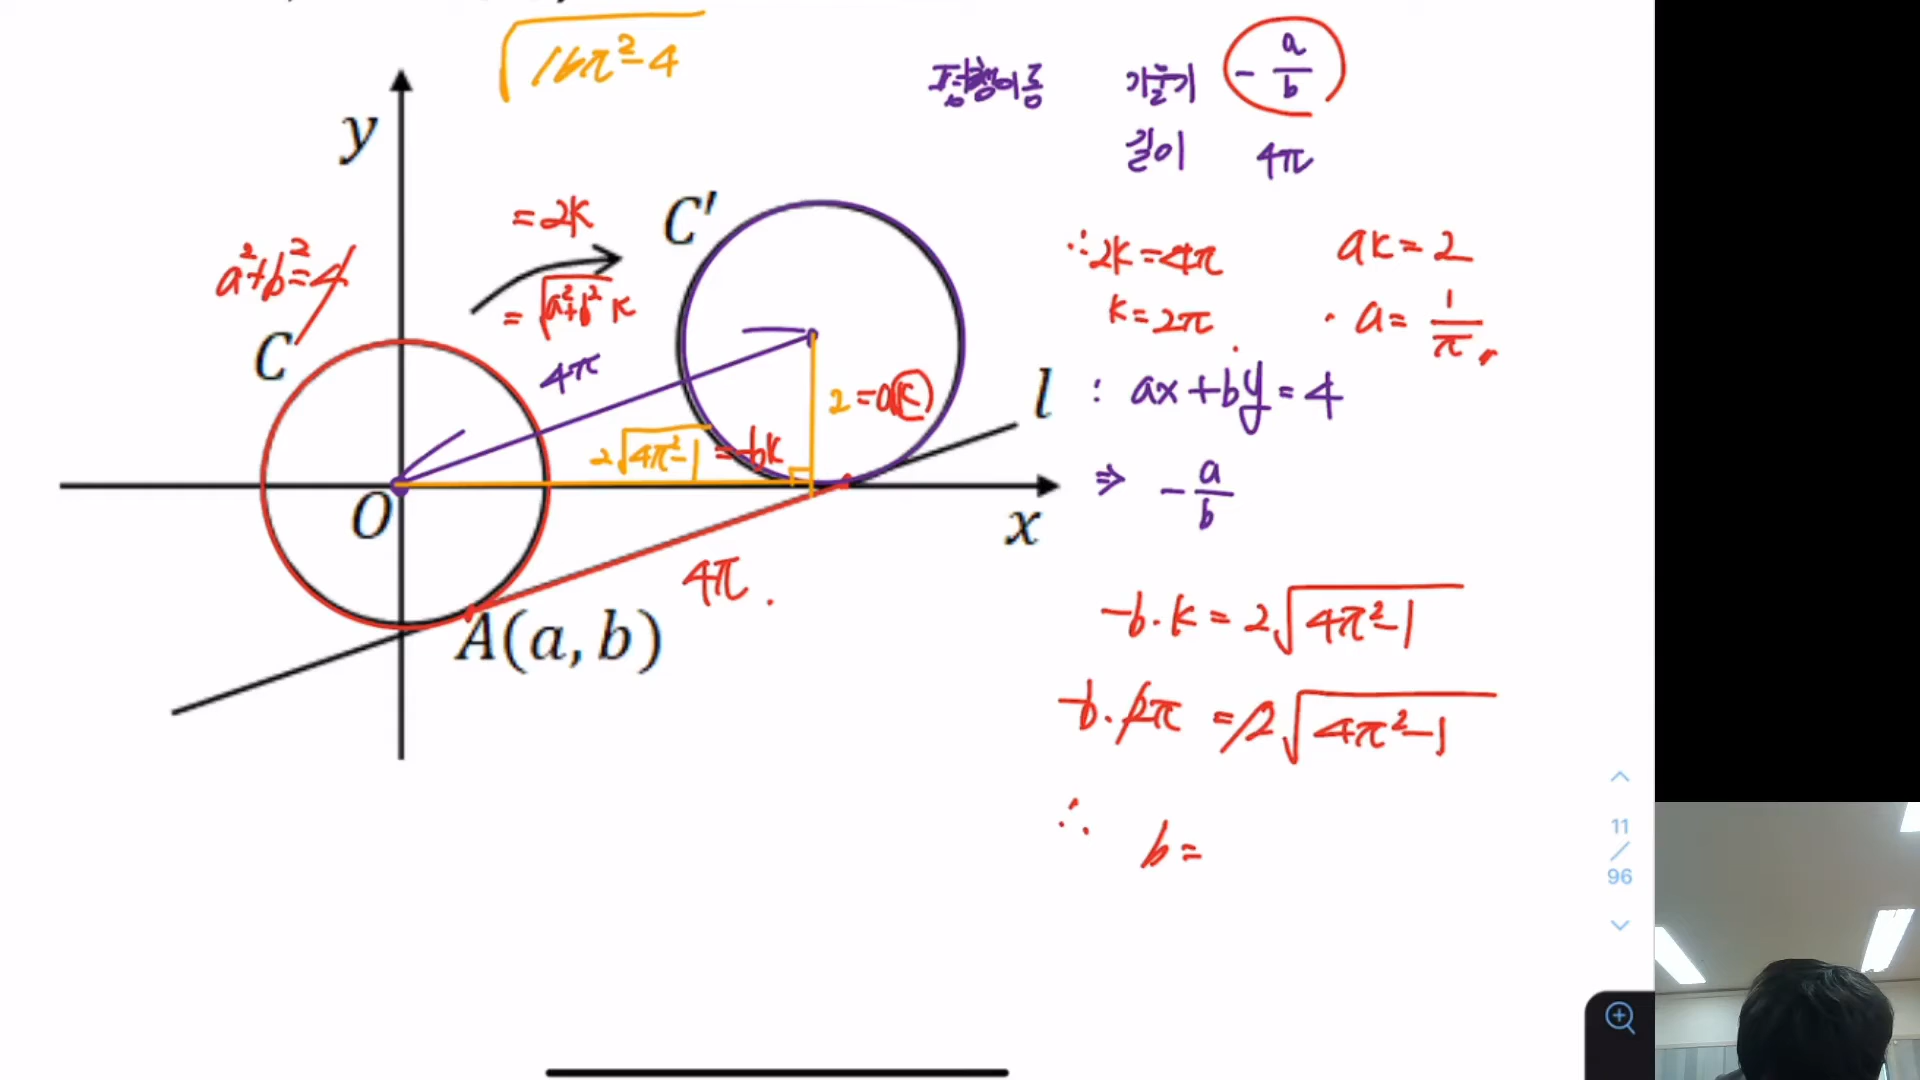 √16π²-4
평행이동 기울기 - a/b
길이 4π
y
= 2k
C'
a²+b²=4
= √a²+b² k
C
4π
2 = ak
l
2√4π²-1 = -bk
O
x
4π.
A(a, b)
∴ 2k = 4π
k = 2π.
ak = 2
· a = 1/π,
: ax + by = 4
⇒ - a/b
-b · k = 2√4π²-1
-b · 2π = 2√4π²-1
∴ b =
11
/
96